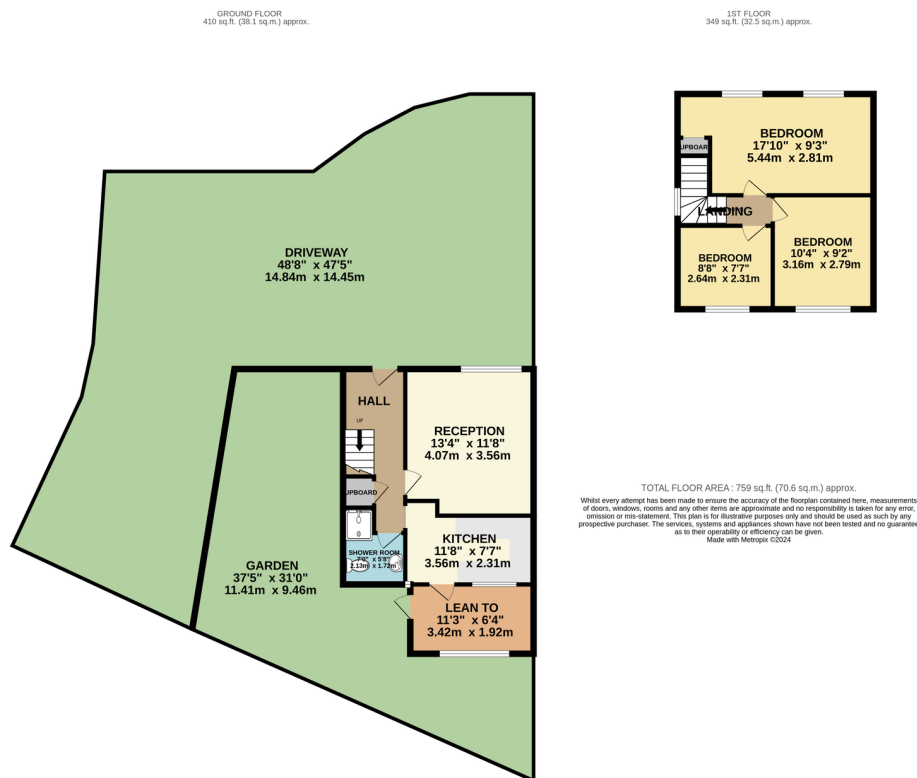 GROUND FLOOR
410 sq.ft. (38.1 sq.m.) approx.
1ST FLOOR
349 sq.ft. (32.5 sq.m.) approx.
BEDROOM
17'10" x 9'3"
5.44m x 2.81m
UPBOAR
LANDING
BEDROOM
8'8" x 7'7"
2.64m x 2.31m
BEDROOM
10'4" x 9'2"
3.16m x 2.79m
DRIVEWAY
48'8" x 47'5"
14.84m x 14.45m
HALL
UP
RECEPTION
13'4" x 11'8"
4.07m x 3.56m
UPBOARD
KITCHEN
11'8" x 7'7"
3.56m x 2.31m
SHOWER ROOM
7'0" x 5'8"
2.13m x 1.72m
GARDEN
37'5" x 31'0"
11.41m x 9.46m
LEAN TO
11'3" x 6'4"
3.42m x 1.92m
TOTAL FLOOR AREA : 759 sq.ft. (70.6 sq.m.) approx.
Whilst every attempt has been made to ensure the accuracy of the floorplan contained here, measurements
of doors, windows, rooms and any other items are approximate and no responsibility is taken for any error,
omission or mis-statement. This plan is for illustrative purposes only and should be used as such by any
prospective purchaser. The services, systems and appliances shown have not been tested and no guarantee
as to their operability or efficiency can be given.
Made with Metropix ©2024